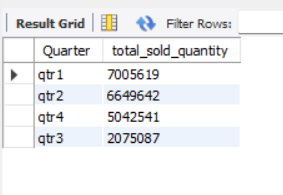 Result Grid Filter Rows:
Quarter total_sold_quantity
qtr1 7005619
qtr2 6649642
qtr4 5042541
qtr3 2075087